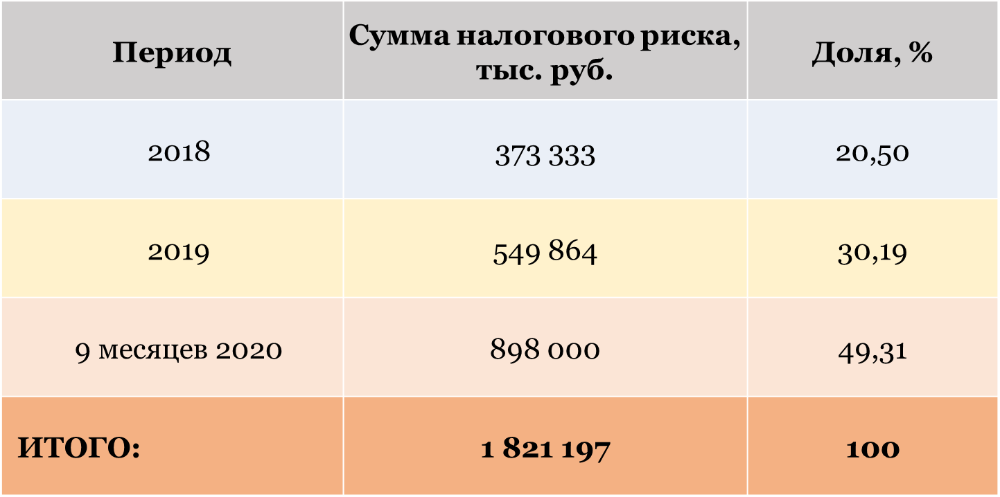 Период
Сумма налогового риска,
тыс. руб.
Доля, %
2018
373 333
20,50
2019
549 864
30,19
9 месяцев 2020
898 000
49,31
ИТОГО:
1 821 197
100